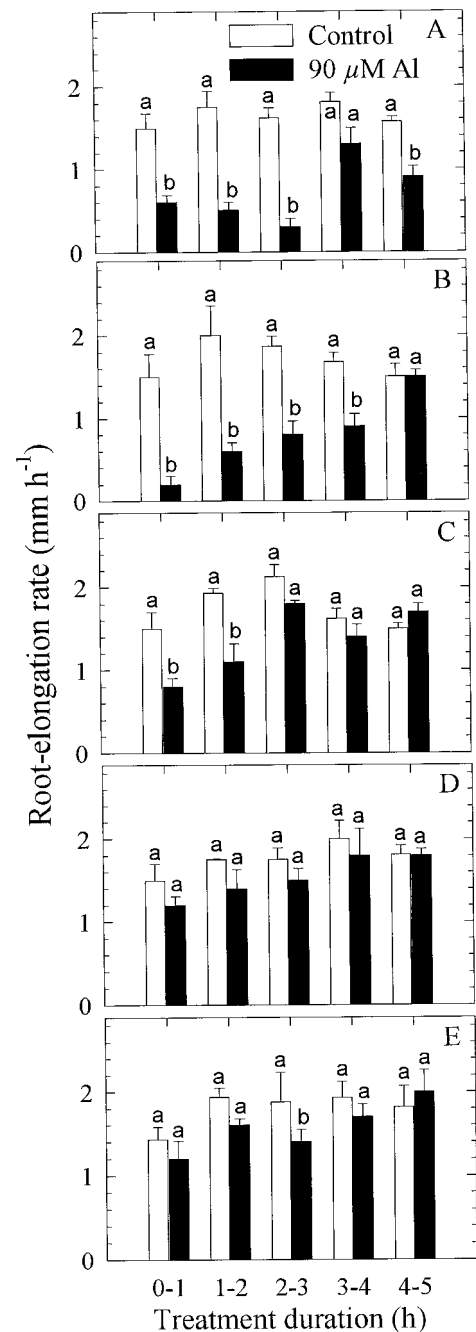 Control
A
90 µM Al
2
1
0
a a a a a
a
b b b b
B
2
1
0
a a a a a a
b b b b
C
2
1
0
a a a a a a a a
b b
D
2
1
0
a a a a a a a a a a
E
2
1
0
a a a a a a a a a
b
Root-elongation rate (mm h⁻¹)
0-1 1-2 2-3 3-4 4-5
Treatment duration (h)